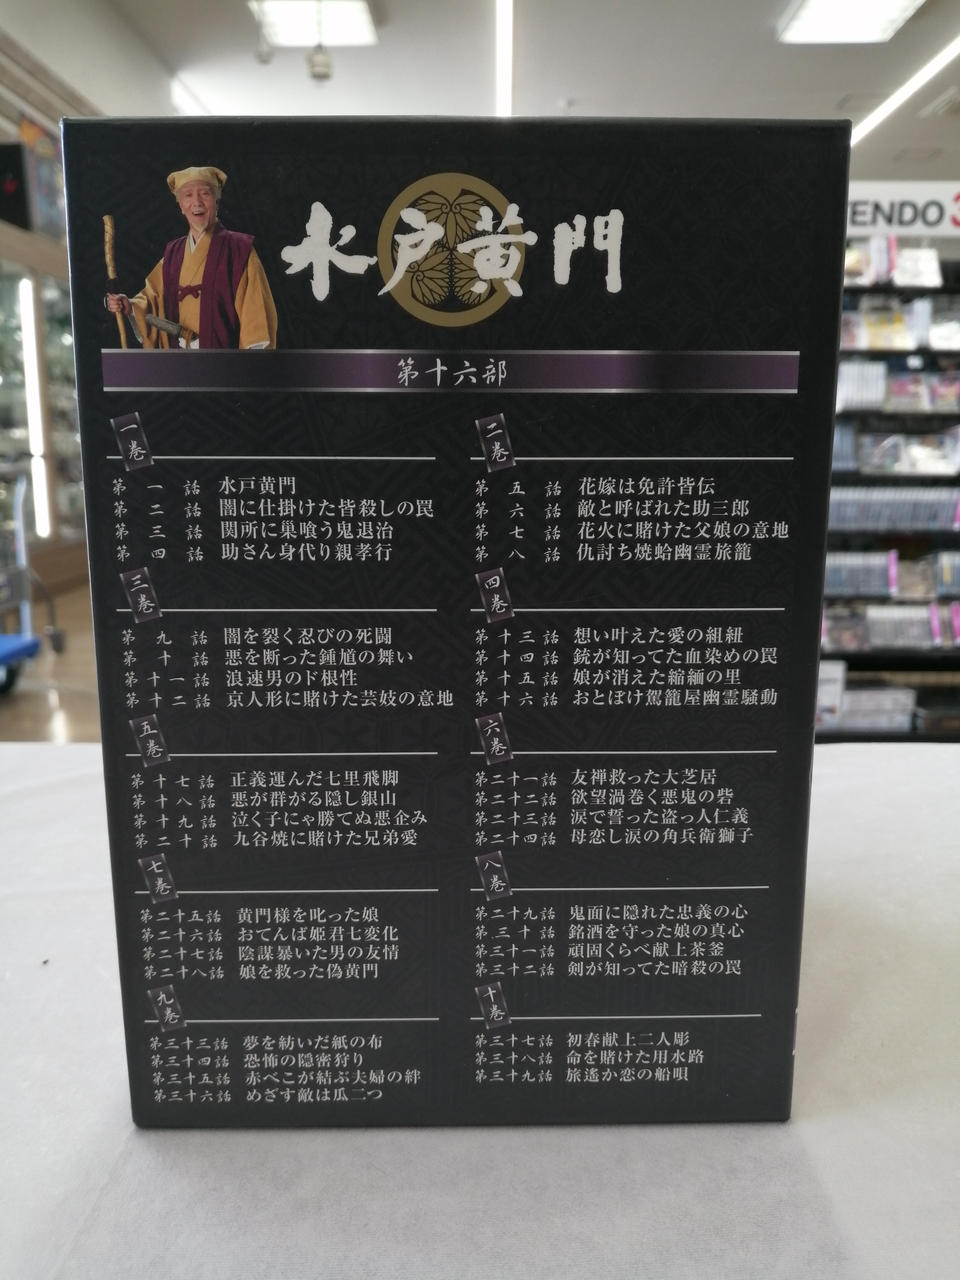 水戸黄門
第十六部
一巻
第一話 水戸黄門
第二話 闇に仕掛けた皆殺しの罠
第三話 関所に巣喰う鬼退治
第四話 助さん身代り親孝行
二巻
第五話 花嫁は免許皆伝
第六話 敵と呼ばれた助三郎
第七話 花火に賭けた父娘の意地
第八話 仇討ち焼蛤幽霊旅籠
三巻
第九話 闇を裂く忍びの死闘
第十話 悪を断った鍾馗の舞い
第十一話 浪速男のド根性
第十二話 京人形に賭けた芸妓の意地
四巻
第十三話 想い叶えた愛の組紐
第十四話 銃が知ってた血染めの罠
第十五話 娘が消えた縮緬の里
第十六話 おとぼけ駕籠屋幽霊騒動
五巻
第十七話 正義運んだ七里飛脚
第十八話 悪が群がる隠し銀山
第十九話 泣く子にゃ勝てぬ悪企み
第二十話 九谷焼に賭けた兄弟愛
六巻
第二十一話 友禅救った大芝居
第二十二話 欲望渦巻く悪鬼の砦
第二十三話 涙で誓った盗っ人仁義
第二十四話 母恋し涙の角兵衛獅子
七巻
第二十五話 黄門様を叱った娘
第二十六話 おてんば姫君七変化
第二十七話 陰謀暴いた男の友情
第二十八話 娘を救った偽黄門
八巻
第二十九話 鬼面に隠れた忠義の心
第三十話 銘酒を守った娘の真心
第三十一話 頑固くらべ献上茶釜
第三十二話 剣が知ってた暗殺の罠
九巻
第三十三話 夢を紡いだ紙の布
第三十四話 恐怖の隠密狩り
第三十五話 赤べこが結ぶ夫婦の絆
第三十六話 めざす敵は瓜二つ
十巻
第三十七話 初春献上二人彫
第三十八話 命を賭けた用水路
第三十九話 旅遙か恋の船唄
TENDO 3